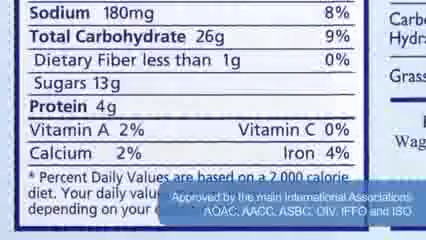 Sodium 180mg 8%
Total Carbohydrate 26g 9%
Dietary Fiber less than 1g 0%
Sugars 13g
Protein 4g
Vitamin A 2% Vitamin C 0%
Calcium 2% Iron 4%
* Percent Daily Values are based on a 2,000 calorie
diet. Your daily
depending on your
Carbo
Hydra
Grass
Wag
Approved by the main International Associations
AOAC, AACC, ASBC, OIV, IFFO and ISO.